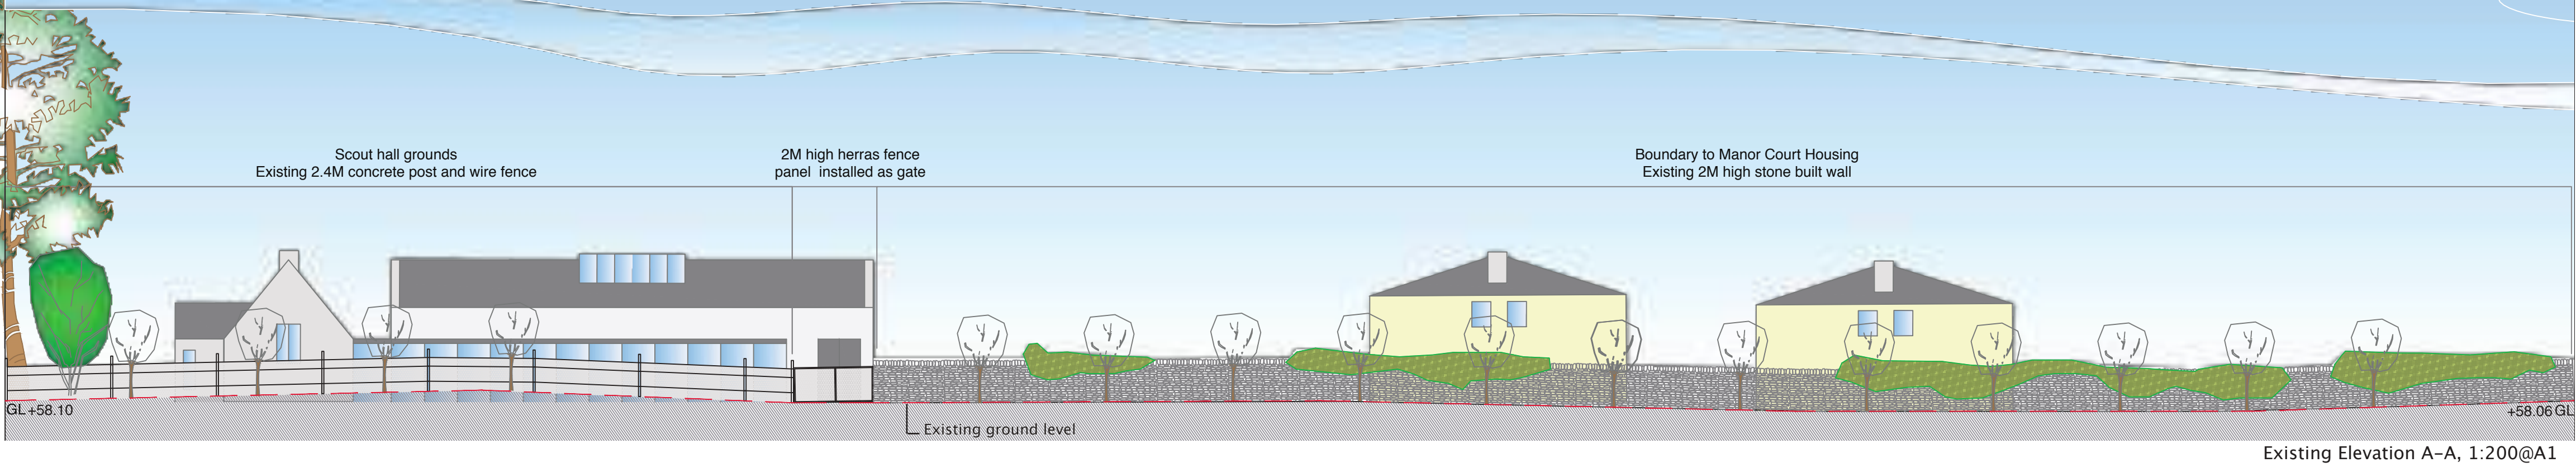 Scout hall grounds
Existing 2.4M concrete post and wire fence
2M high herras fence
panel installed as gate
Boundary to Manor Court Housing
Existing 2M high stone built wall
GL +58.10
+58.06 GL
Existing ground level
Existing Elevation A-A, 1:200@A1